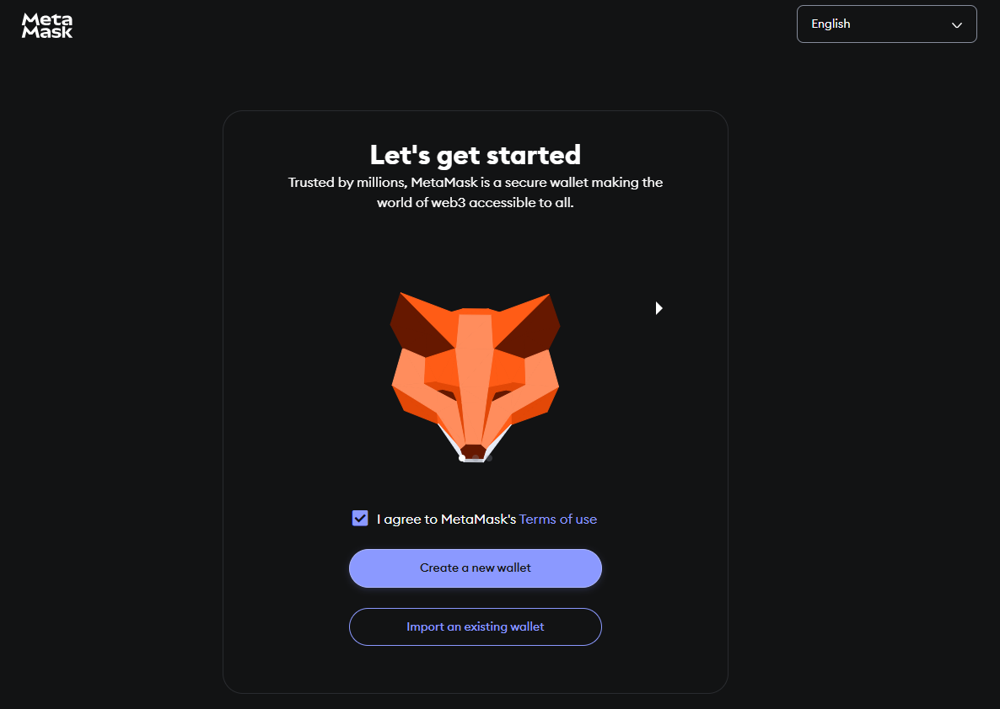 Meta
Mask
English
Let's get started
Trusted by millions, MetaMask is a secure wallet making the
world of web3 accessible to all.
I agree to MetaMask's Terms of use
Create a new wallet
Import an existing wallet